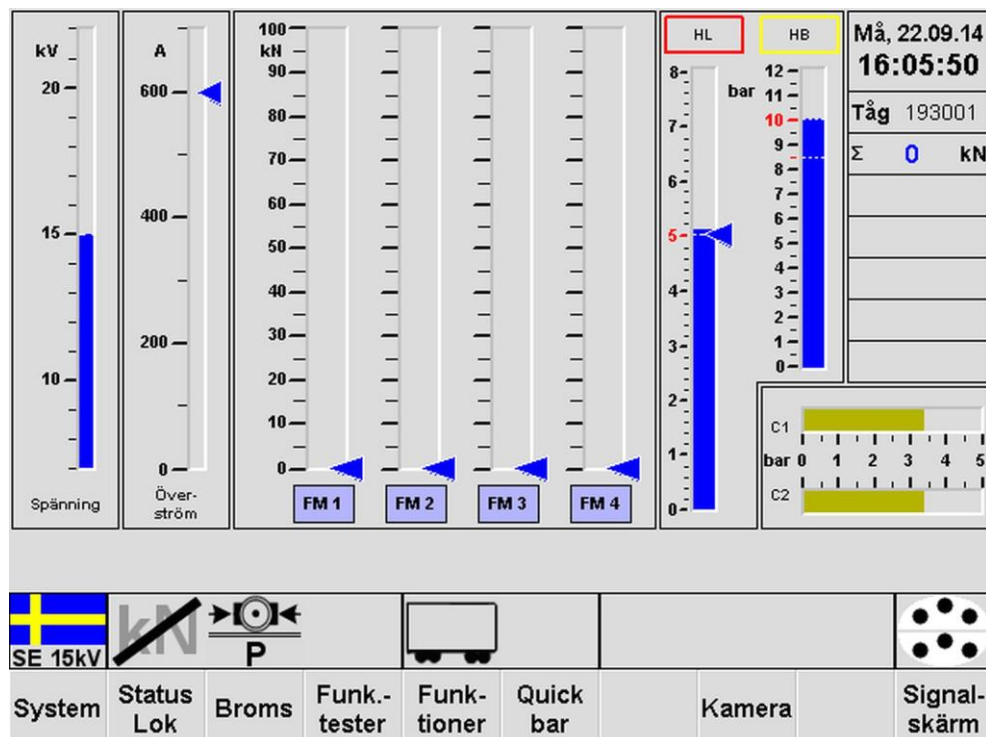 kV
20
15
10
Spänning
A
600
400
200
0
Över-
ström
100
kN
90
80
70
60
50
40
30
20
10
0
FM 1
FM 2
FM 3
FM 4
HL
HB
8
7
6
5
4
3
2
1
0
bar
12
11
10
9
8
7
6
5
4
3
2
1
0
Må, 22.09.14
16:05:50
Tåg 193001
Σ 0 kN
C1
bar 0 1 2 3 4 5
C2
SE 15kV
kN
P
System
Status
Lok
Broms
Funk.-
tester
Funk-
tioner
Quick
bar
Kamera
Signal-
skärm